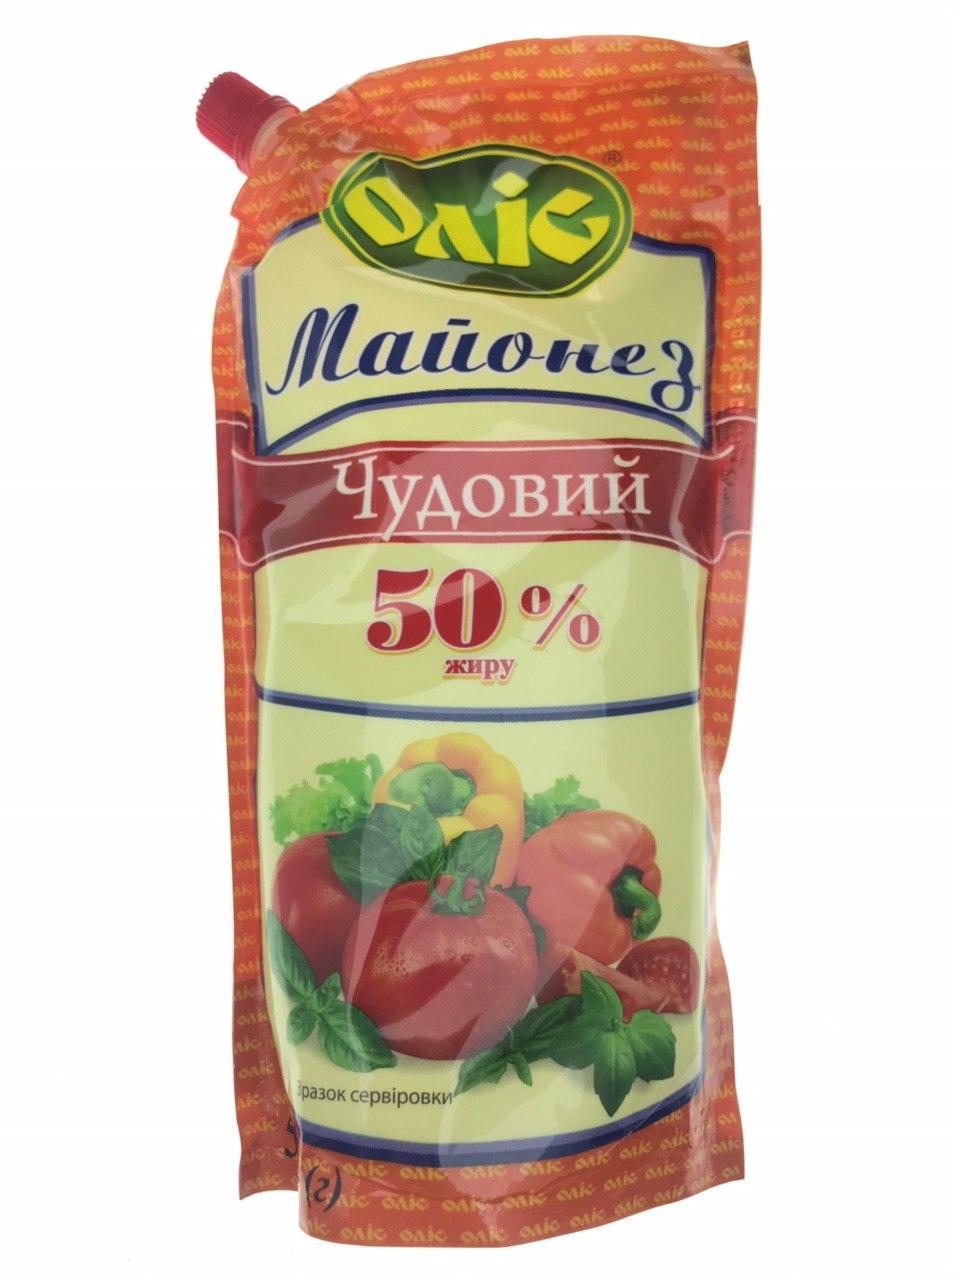 Оліс
®
Майонез
Чудовий
50 %
жиру
Зразок сервіровки
(г)